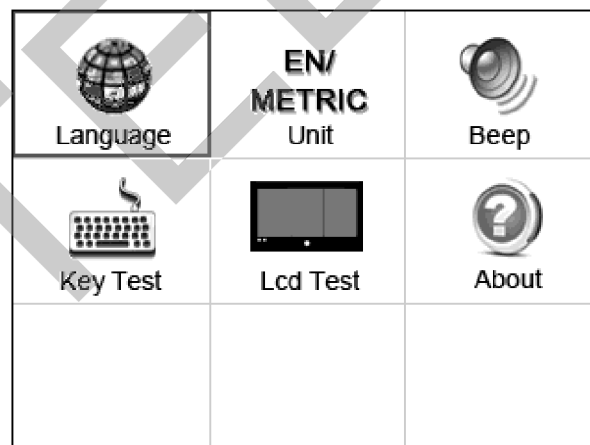 Language
EN/
METRIC
Unit
Beep
Key Test
Lcd Test
About